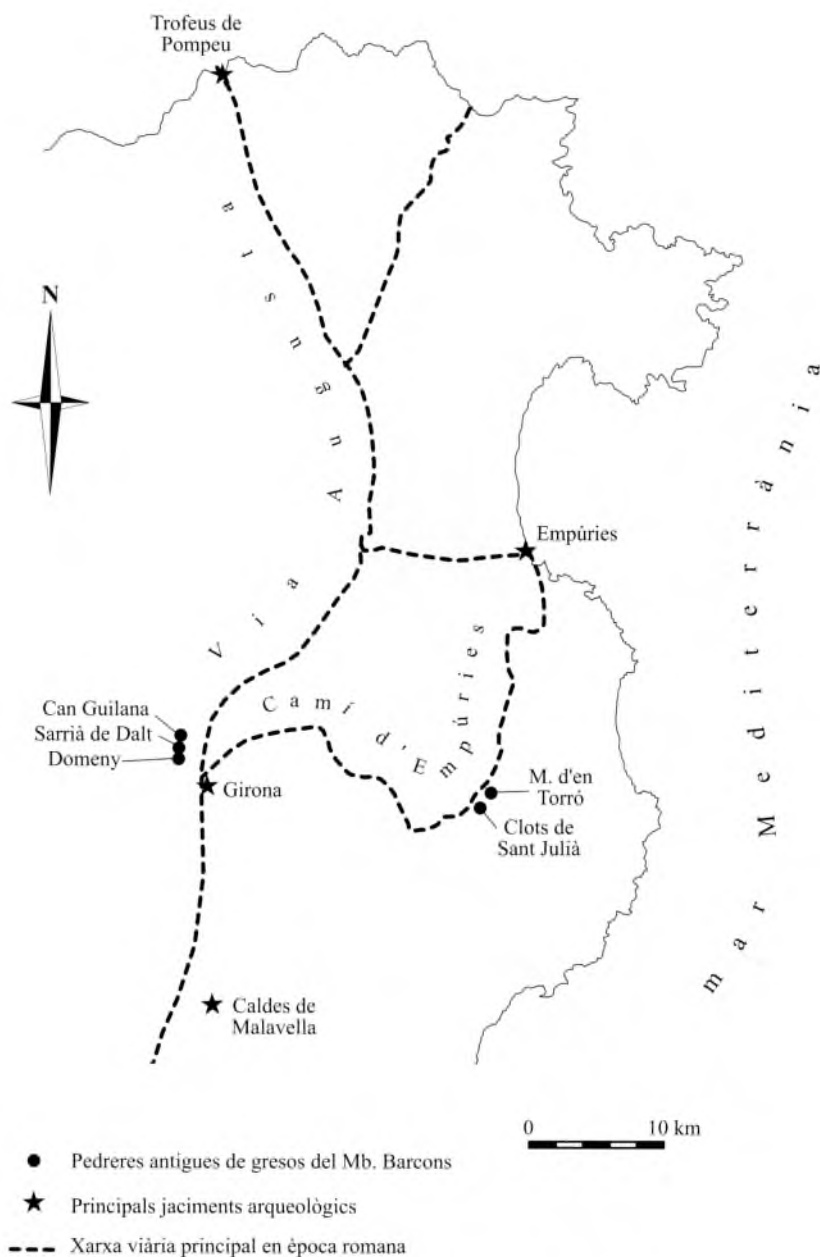 Trofeus de
Pompeu
Via Augusta
N
Empúries
mar Mediterrània
Camí d'Empúries
Can Guilana
Sarrià de Dalt
Domeny
Girona
M. d'en
Torró
Clots de
Sant Julià
Caldes de
Malavella
0 10 km
Pedreres antigues de gresos del Mb. Barcons
Principals jaciments arqueològics
Xarxa viària principal en època romana